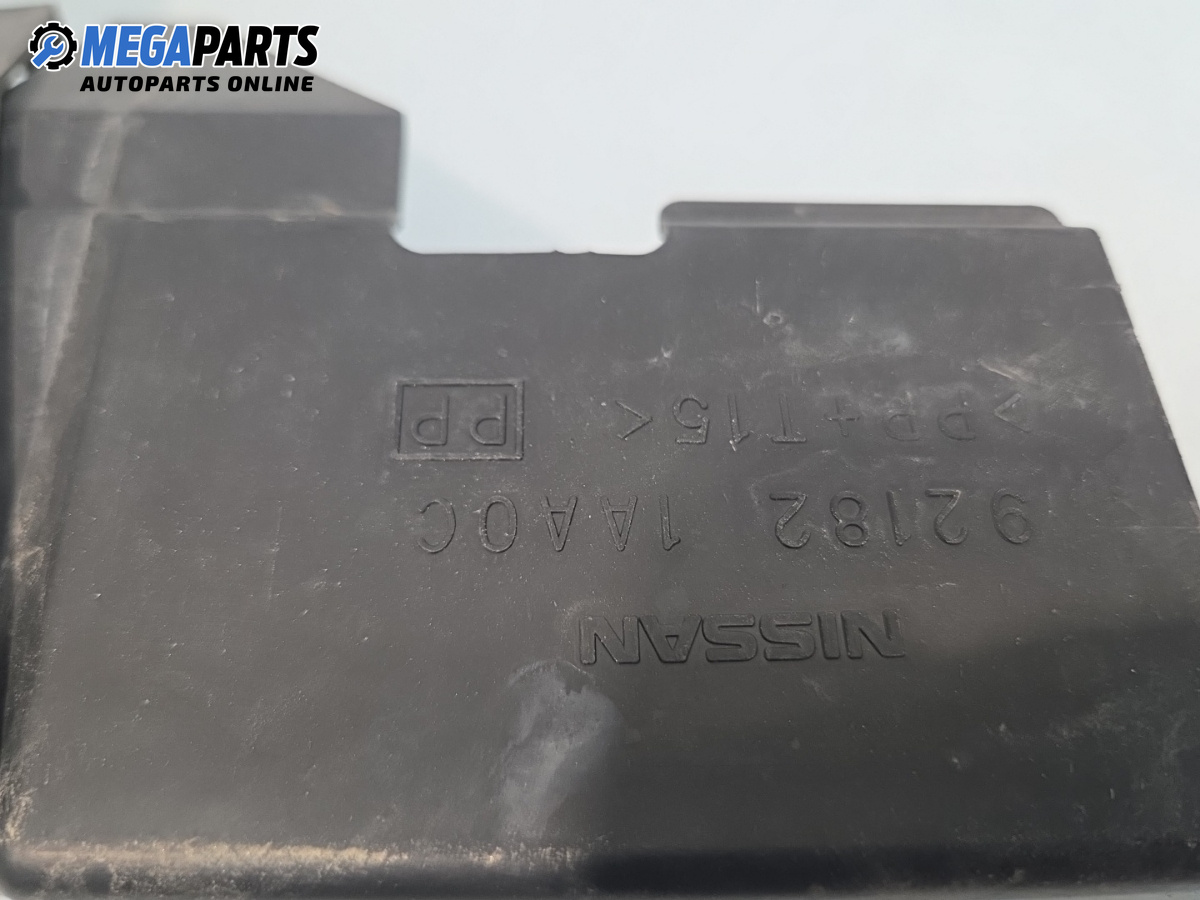 MEGAPARTS
AUTOPARTS ONLINE
NISSAN
92182 1AA0C
>PP+T15< PP